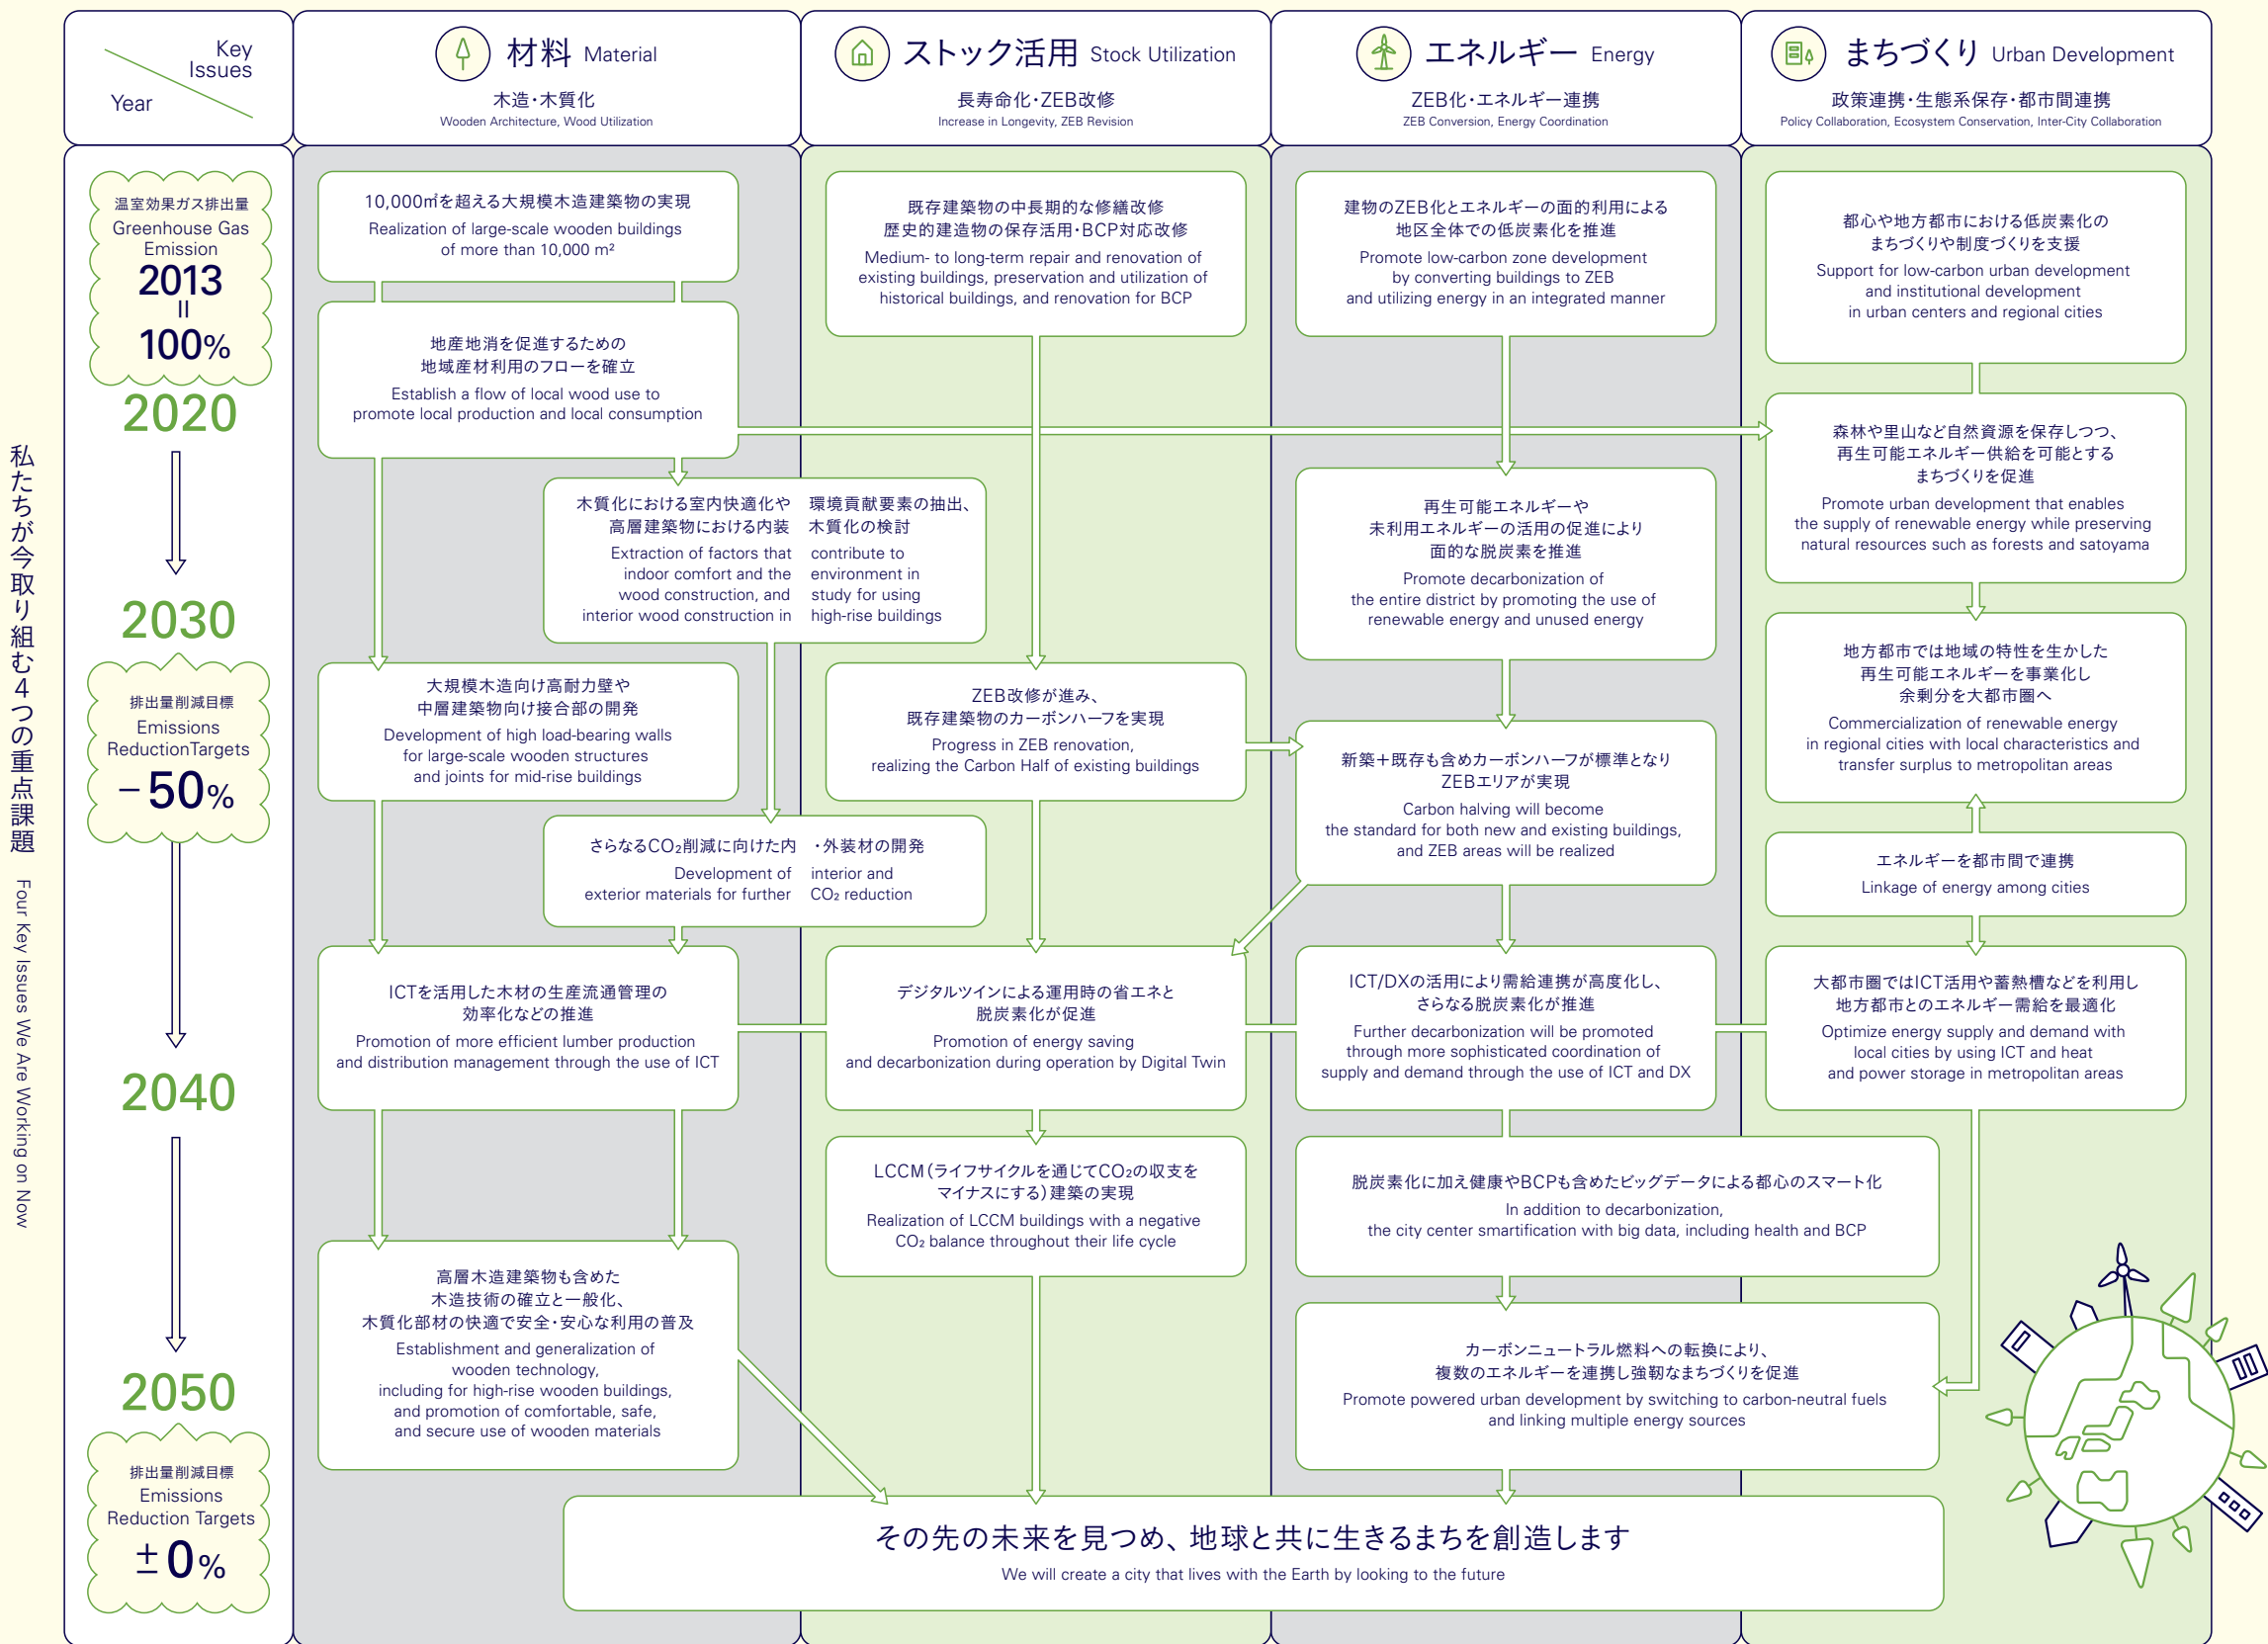 Key
Issues
Year
材料 Material
木造・木質化
Wooden Architecture, Wood Utilization
ストック活用 Stock Utilization
長寿命化・ZEB改修
Increase in Longevity, ZEB Revision
エネルギー Energy
ZEB化・エネルギー連携
ZEB Conversion, Energy Coordination
まちづくり Urban Development
政策連携・生態系保存・都市間連携
Policy Collaboration, Ecosystem Conservation, Inter-City Collaboration
私たちが今取り組む4つの重点課題 Four Key Issues We Are Working on Now
温室効果ガス排出量
Greenhouse Gas
Emission
2013
=
100%
2020
2030
排出量削減目標
Emissions
ReductionTargets
−50%
2040
2050
排出量削減目標
Emissions
Reduction Targets
±0%
10,000㎡を超える大規模木造建築物の実現
Realization of large-scale wooden buildings
of more than 10,000 m²
地産地消を促進するための
地域産材利用のフローを確立
Establish a flow of local wood use to
promote local production and local consumption
木質化における室内快適化や 環境貢献要素の抽出、
高層建築物における内装 木質化の検討
Extraction of factors that contribute to
indoor comfort and the environment in
wood construction, and study for using
interior wood construction in high-rise buildings
大規模木造向け高耐力壁や
中層建築物向け接合部の開発
Development of high load-bearing walls
for large-scale wooden structures
and joints for mid-rise buildings
さらなるCO₂削減に向けた内 ・外装材の開発
Development of interior and
exterior materials for further CO₂ reduction
ICTを活用した木材の生産流通管理の
効率化などの推進
Promotion of more efficient lumber production
and distribution management through the use of ICT
高層木造建築物も含めた
木造技術の確立と一般化、
木質化部材の快適で安全・安心な利用の普及
Establishment and generalization of
wooden technology,
including for high-rise wooden buildings,
and promotion of comfortable, safe,
and secure use of wooden materials
既存建築物の中長期的な修繕改修
歴史的建造物の保存活用・BCP対応改修
Medium- to long-term repair and renovation of
existing buildings, preservation and utilization of
historical buildings, and renovation for BCP
ZEB改修が進み、
既存建築物のカーボンハーフを実現
Progress in ZEB renovation,
realizing the Carbon Half of existing buildings
デジタルツインによる運用時の省エネと
脱炭素化が促進
Promotion of energy saving
and decarbonization during operation by Digital Twin
LCCM（ライフサイクルを通じてCO₂の収支を
マイナスにする）建築の実現
Realization of LCCM buildings with a negative
CO₂ balance throughout their life cycle
建物のZEB化とエネルギーの面的利用による
地区全体での低炭素化を推進
Promote low-carbon zone development
by converting buildings to ZEB
and utilizing energy in an integrated manner
再生可能エネルギーや
未利用エネルギーの活用の促進により
面的な脱炭素を推進
Promote decarbonization of
the entire district by promoting the use of
renewable energy and unused energy
新築＋既存も含めカーボンハーフが標準となり
ZEBエリアが実現
Carbon halving will become
the standard for both new and existing buildings,
and ZEB areas will be realized
ICT/DXの活用により需給連携が高度化し、
さらなる脱炭素化が推進
Further decarbonization will be promoted
through more sophisticated coordination of
supply and demand through the use of ICT and DX
脱炭素化に加え健康やBCPも含めたビッグデータによる都心のスマート化
In addition to decarbonization,
the city center smartification with big data, including health and BCP
カーボンニュートラル燃料への転換により、
複数のエネルギーを連携し強靭なまちづくりを促進
Promote powered urban development by switching to carbon-neutral fuels
and linking multiple energy sources
都心や地方都市における低炭素化の
まちづくりや制度づくりを支援
Support for low-carbon urban development
and institutional development
in urban centers and regional cities
森林や里山など自然資源を保存しつつ、
再生可能エネルギー供給を可能とする
まちづくりを促進
Promote urban development that enables
the supply of renewable energy while preserving
natural resources such as forests and satoyama
地方都市では地域の特性を生かした
再生可能エネルギーを事業化し
余剰分を大都市圏へ
Commercialization of renewable energy
in regional cities with local characteristics and
transfer surplus to metropolitan areas
エネルギーを都市間で連携
Linkage of energy among cities
大都市圏ではICT活用や蓄熱槽などを利用し
地方都市とのエネルギー需給を最適化
Optimize energy supply and demand with
local cities by using ICT and heat
and power storage in metropolitan areas
その先の未来を見つめ、地球と共に生きるまちを創造します
We will create a city that lives with the Earth by looking to the future